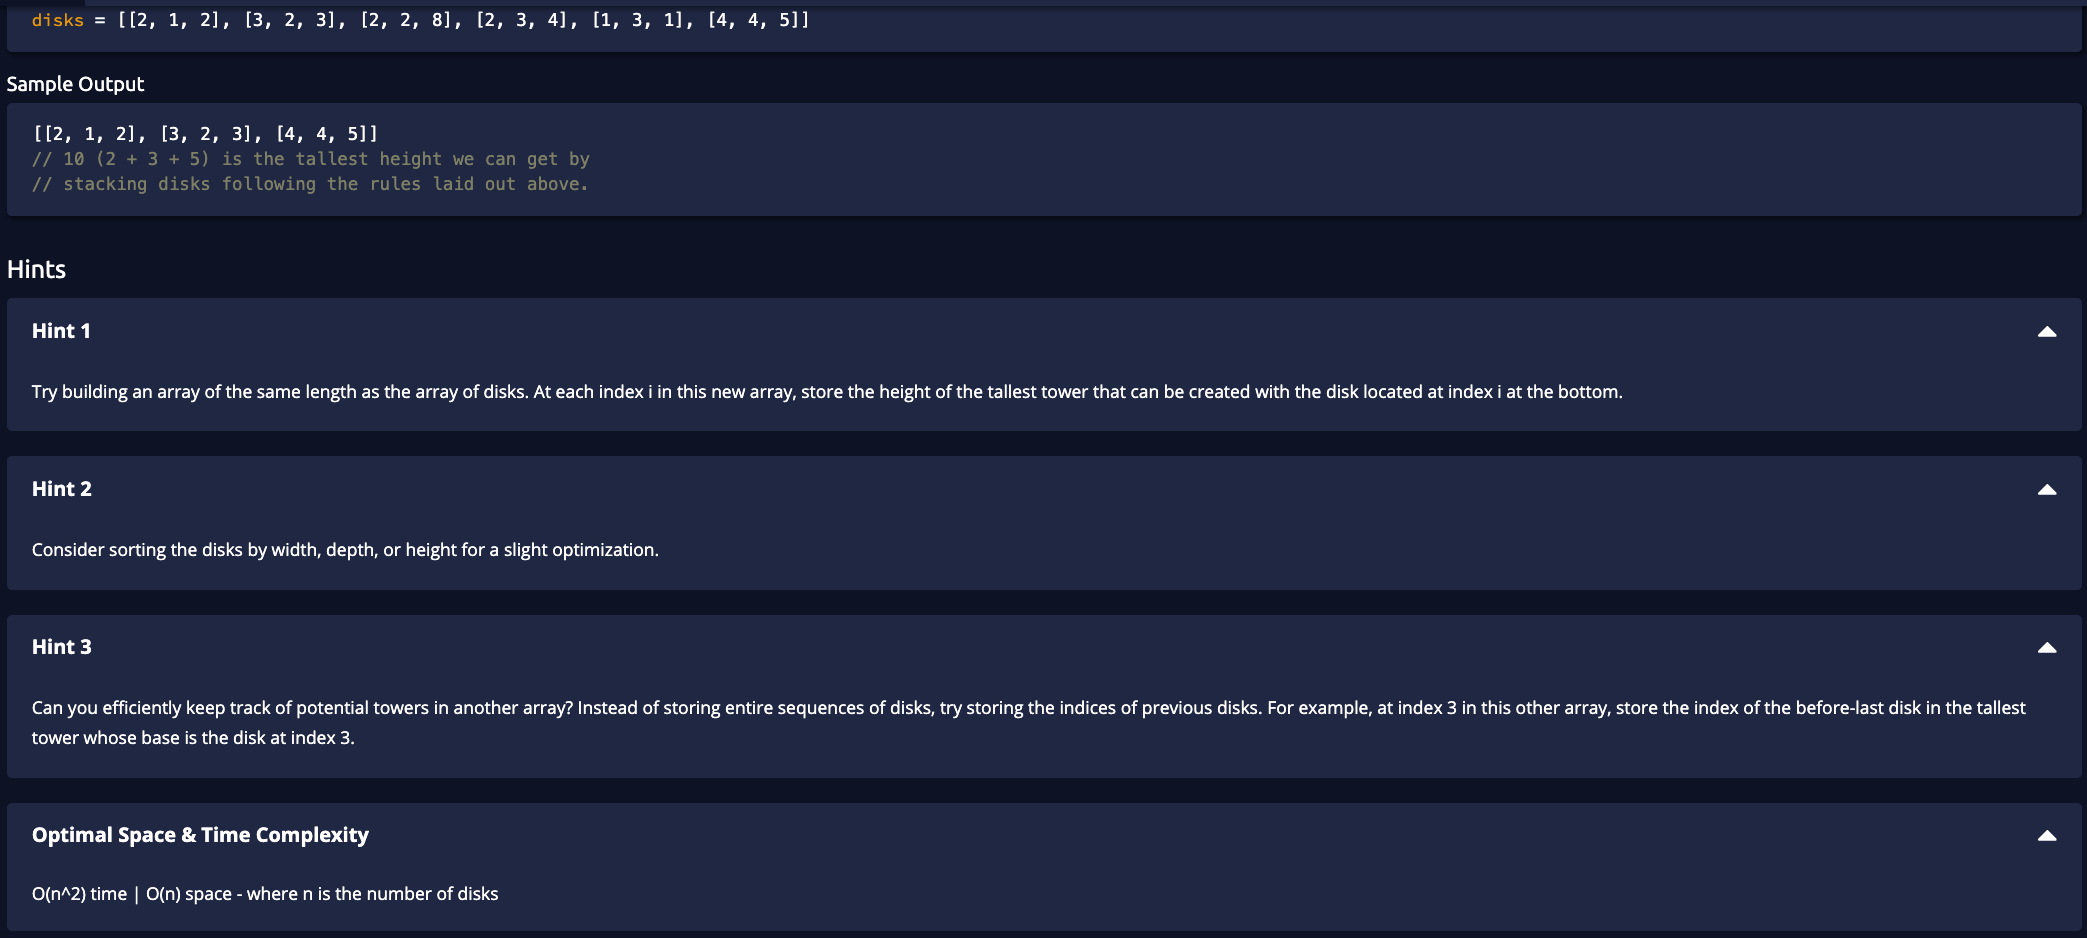 disks = [[2, 1, 2], [3, 2, 3], [2, 2, 8], [2, 3, 4], [1, 3, 1], [4, 4, 5]]
Sample Output
[[2, 1, 2], [3, 2, 3], [4, 4, 5]]
// 10 (2 + 3 + 5) is the tallest height we can get by
// stacking disks following the rules laid out above.
Hints
Hint 1
Try building an array of the same length as the array of disks. At each index i in this new array, store the height of the tallest tower that can be created with the disk located at index i at the bottom.
Hint 2
Consider sorting the disks by width, depth, or height for a slight optimization.
Hint 3
Can you efficiently keep track of potential towers in another array? Instead of storing entire sequences of disks, try storing the indices of previous disks. For example, at index 3 in this other array, store the index of the before-last disk in the tallest
tower whose base is the disk at index 3.
Optimal Space & Time Complexity
O(n^2) time | O(n) space - where n is the number of disks